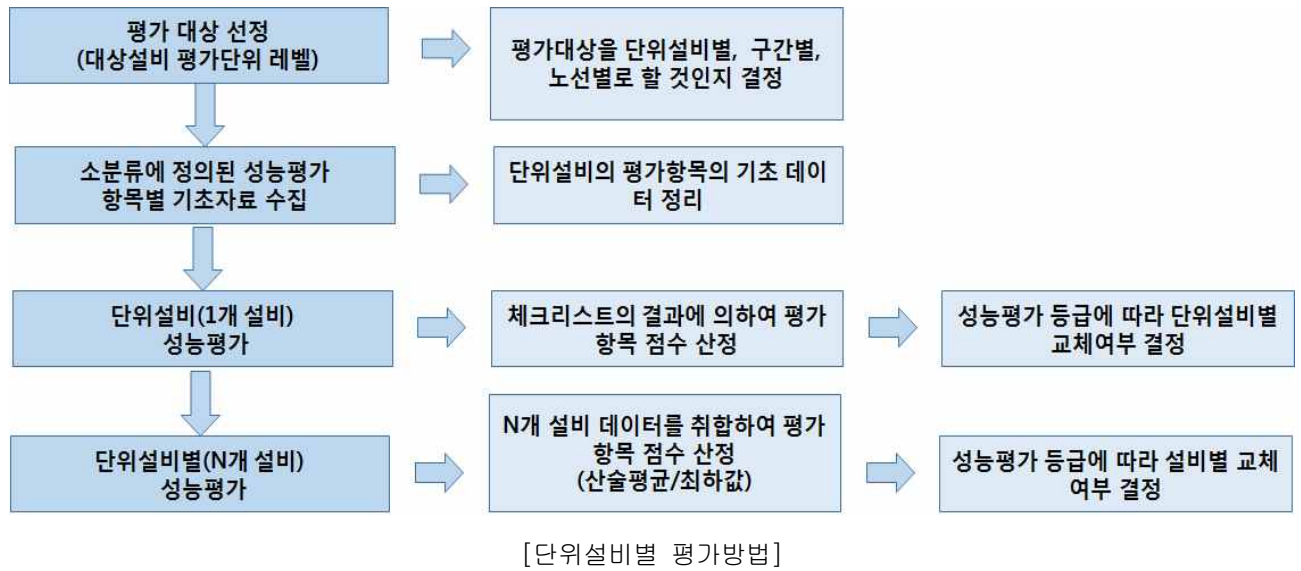 평가 대상 선정
(대상설비 평가단위 레벨)
평가대상을 단위설비별, 구간별,
노선별로 할 것인지 결정
소분류에 정의된 성능평가
항목별 기초자료 수집
단위설비의 평가항목의 기초 데이
터 정리
단위설비(1개 설비)
성능평가
체크리스트의 결과에 의하여 평가
항목 점수 산정
성능평가 등급에 따라 단위설비별
교체여부 결정
단위설비별(N개 설비)
성능평가
N개 설비 데이터를 취합하여 평가
항목 점수 산정
(산술평균/최하값)
성능평가 등급에 따라 설비별 교체
여부 결정
[단위설비별 평가방법]